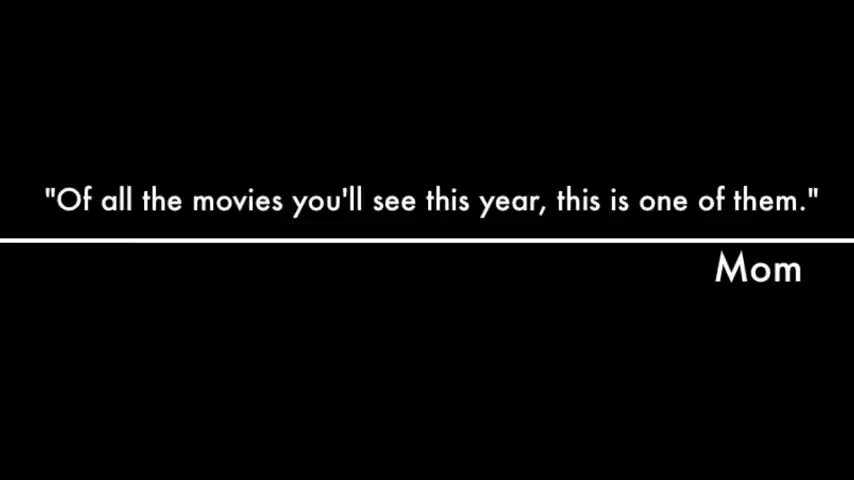 "Of all the movies you'll see this year, this is one of them."
Mom